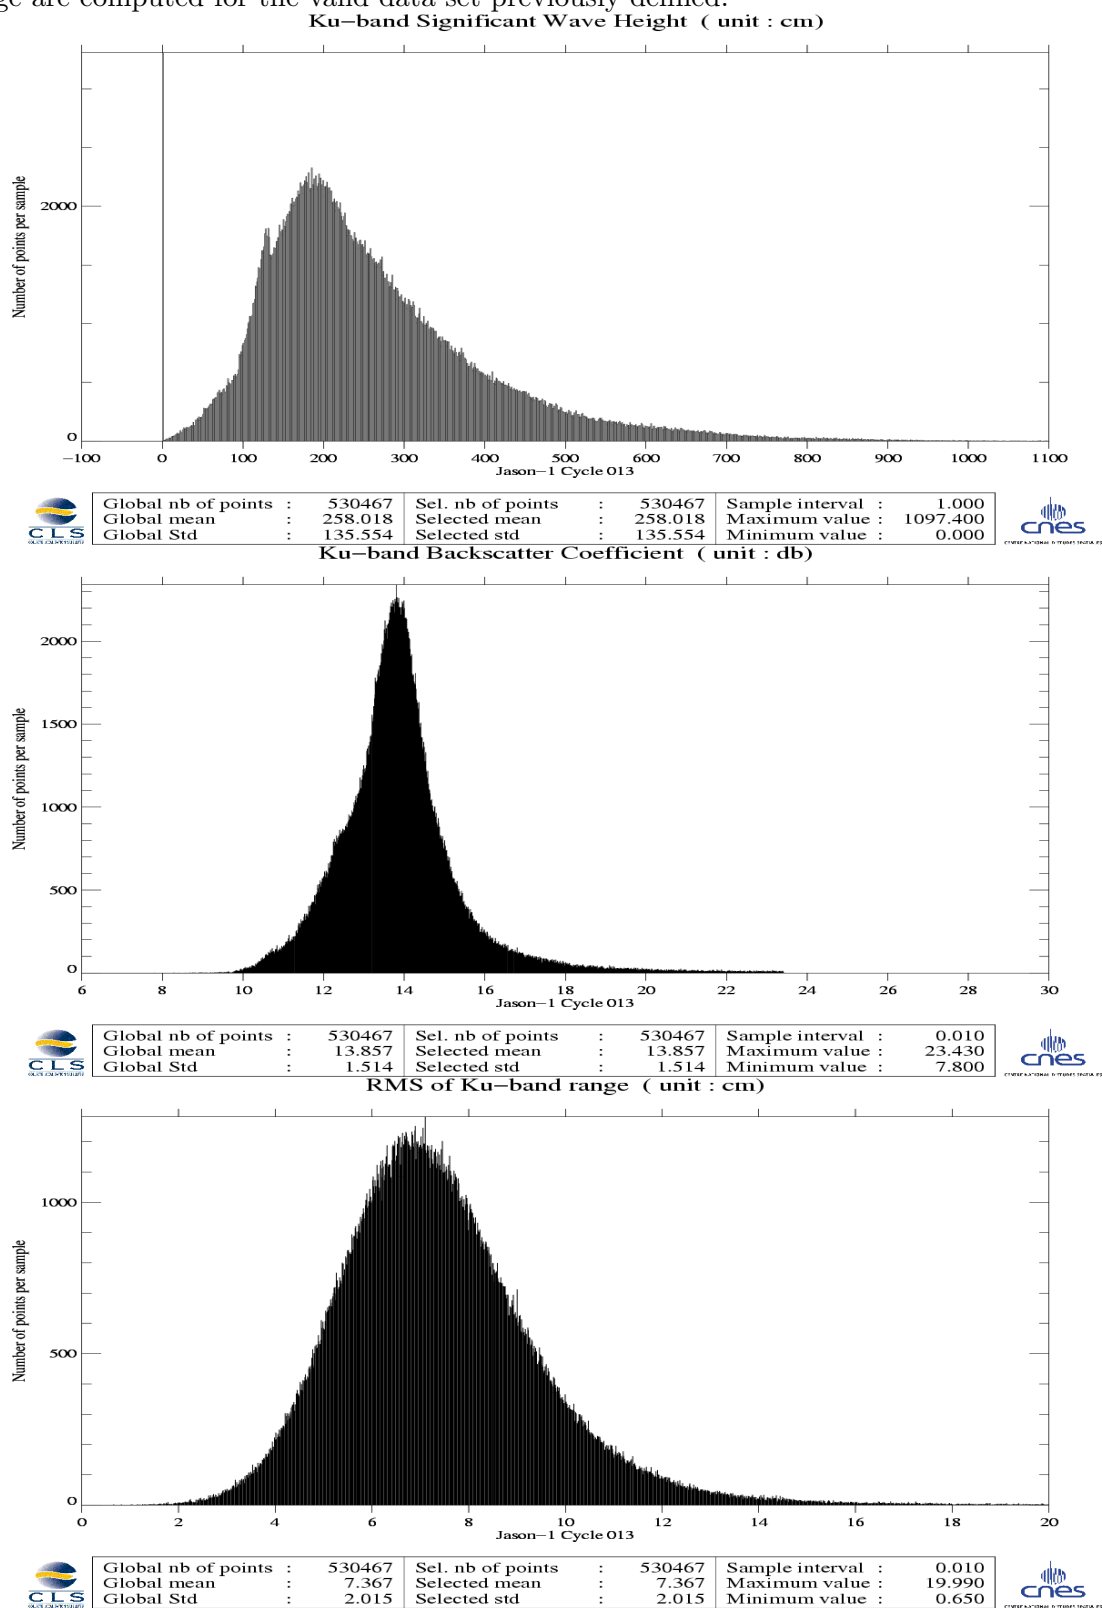 ge are computed for the valid data set previously defined.
Ku-band Significant Wave Height ( unit : cm)
Number of points per sample
2000
0
-100 0 100 200 300 400 500 600 700 800 900 1000 1100
Jason-1 Cycle 013
CLS
Global nb of points : 530467 Sel. nb of points : 530467 Sample interval : 1.000
Global mean : 258.018 Selected mean : 258.018 Maximum value : 1097.400
Global Std : 135.554 Selected std : 135.554 Minimum value : 0.000
cnes
Ku-band Backscatter Coefficient ( unit : db)
Number of points per sample
2000
1500
1000
500
0
6 8 10 12 14 16 18 20 22 24 26 28 30
Jason-1 Cycle 013
CLS
Global nb of points : 530467 Sel. nb of points : 530467 Sample interval : 0.010
Global mean : 13.857 Selected mean : 13.857 Maximum value : 23.430
Global Std : 1.514 Selected std : 1.514 Minimum value : 7.800
cnes
RMS of Ku-band range ( unit : cm)
Number of points per sample
1000
500
0
0 2 4 6 8 10 12 14 16 18 20
Jason-1 Cycle 013
CLS
Global nb of points : 530467 Sel. nb of points : 530467 Sample interval : 0.010
Global mean : 7.367 Selected mean : 7.367 Maximum value : 19.990
Global Std : 2.015 Selected std : 2.015 Minimum value : 0.650
cnes